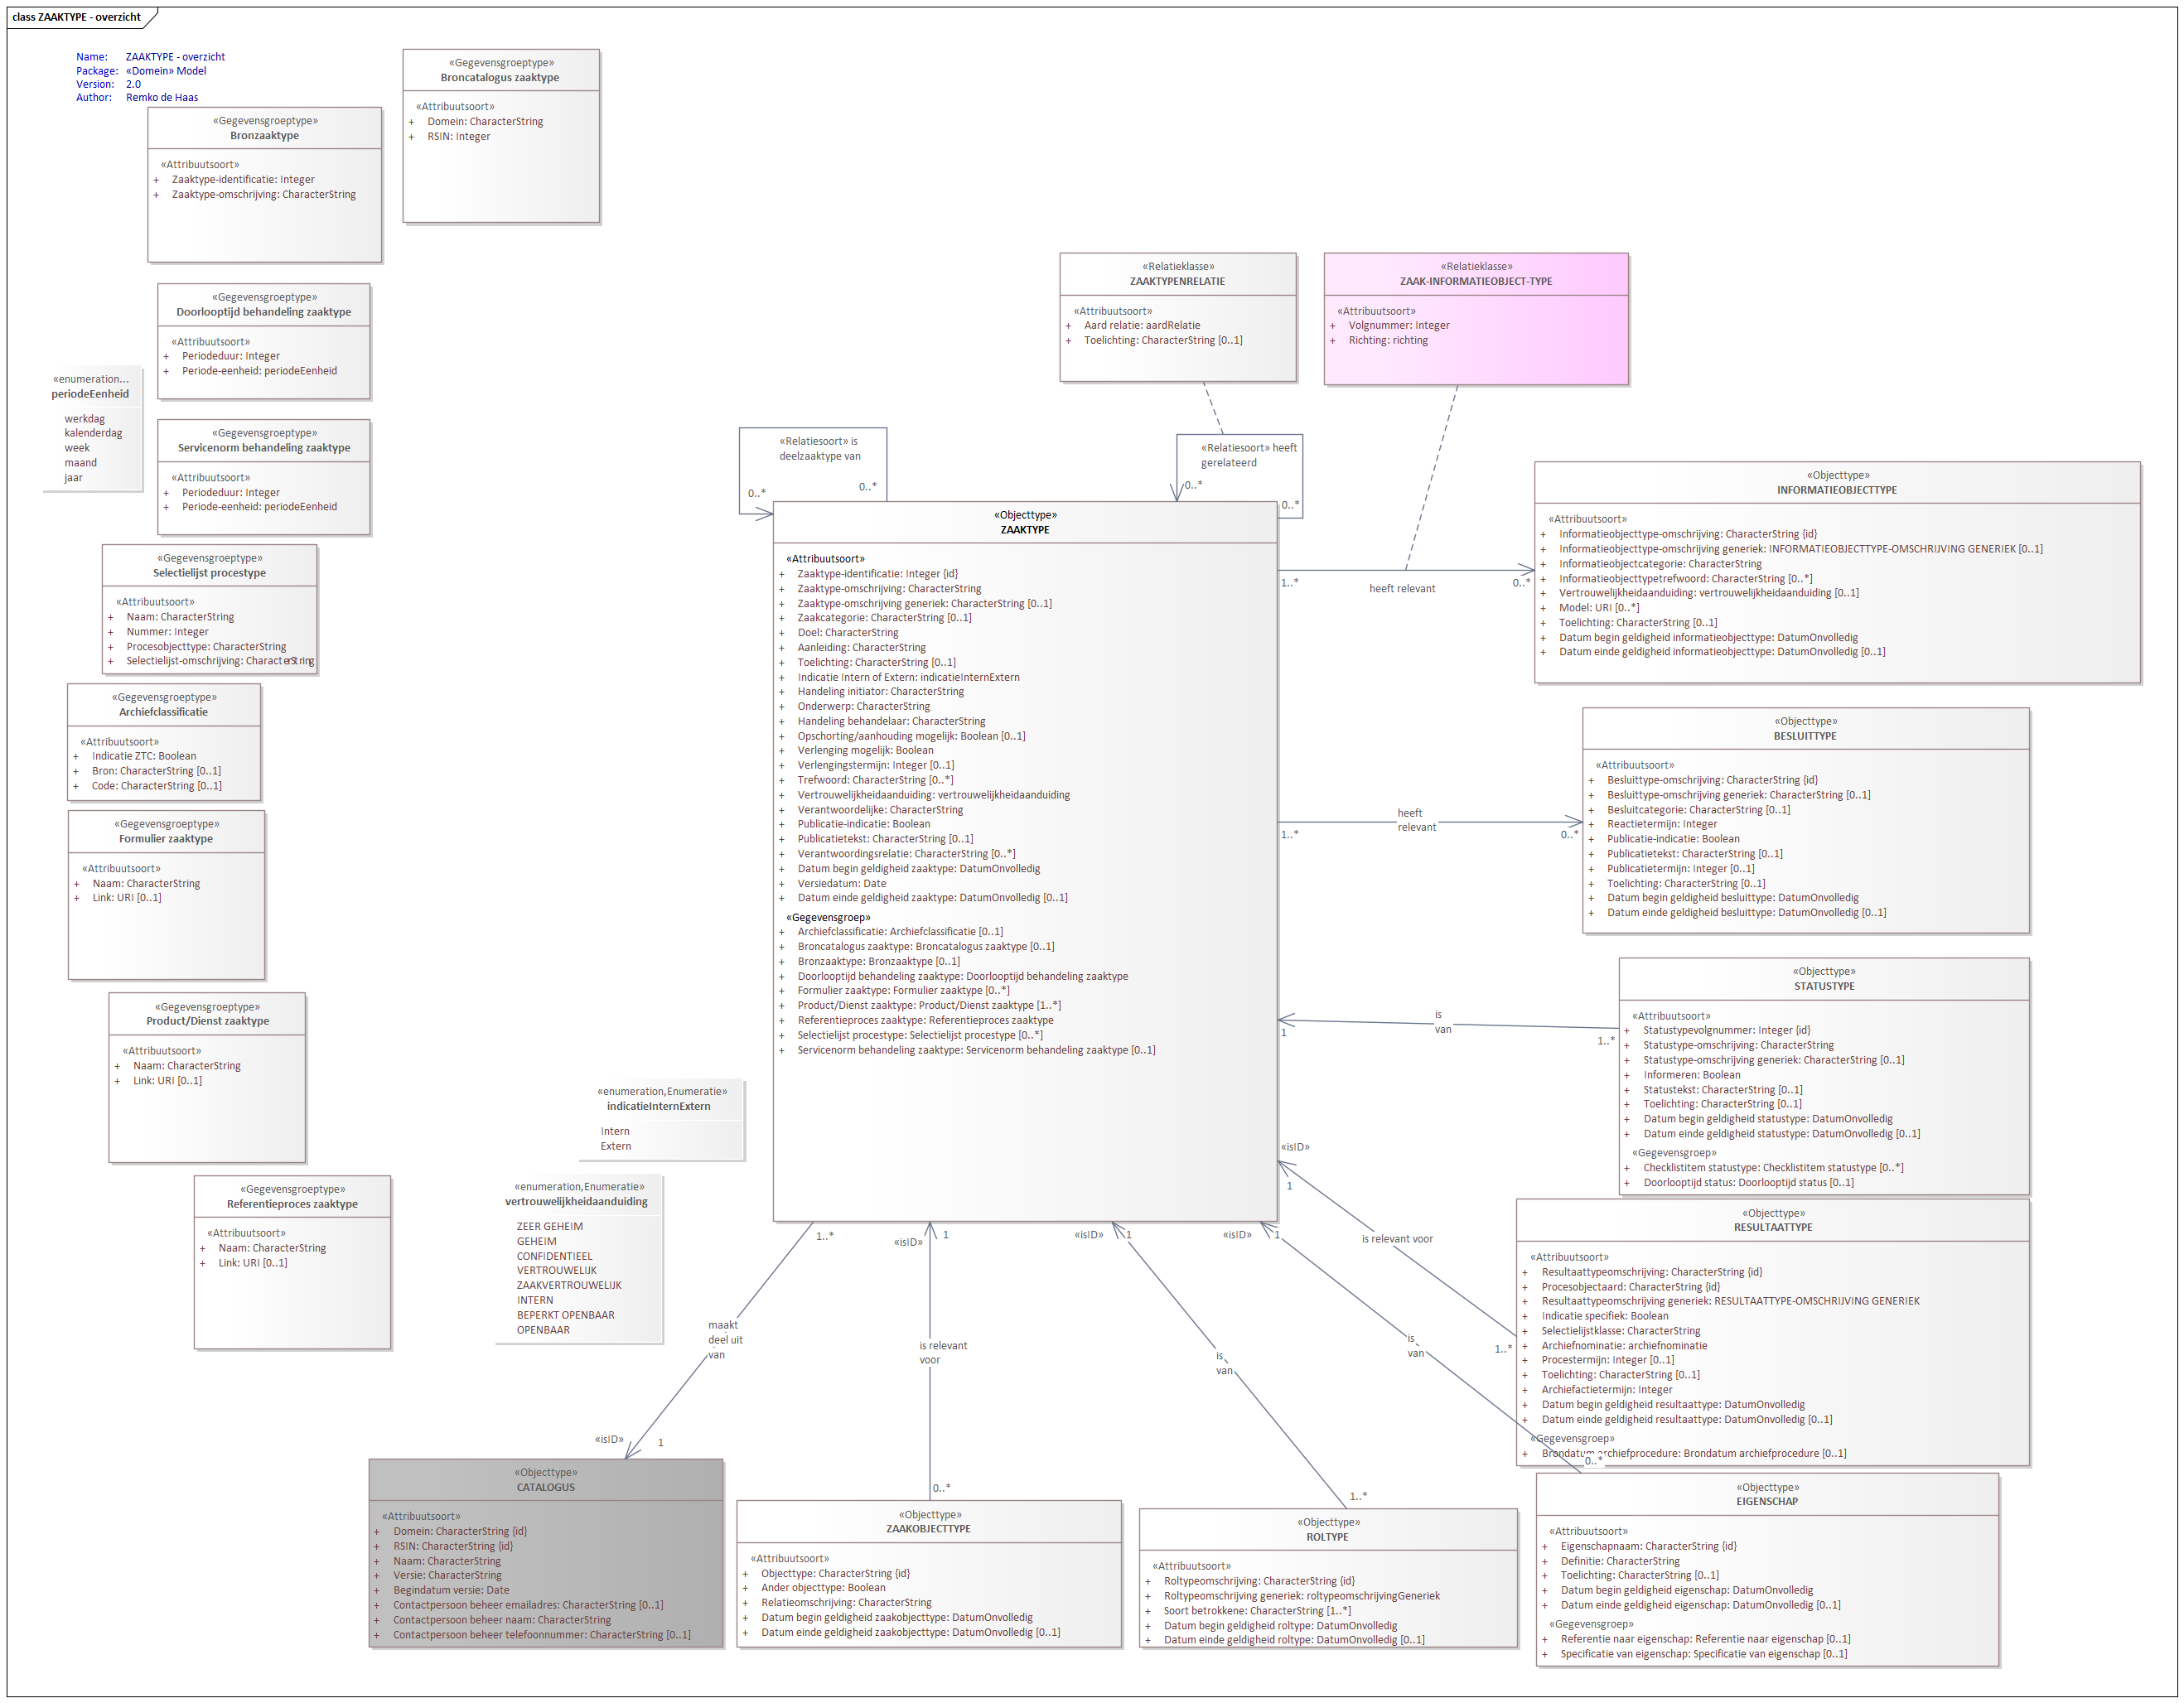 class ZAAKTYPE - overzicht
Name: ZAAKTYPE - overzicht
Package: «Domein» Model
Version: 2.0
Author: Remko de Haas
«Gegevensgroeptype»
Broncatalogus zaaktype
«Attribuutsoort»
+ Domein: CharacterString
+ RSIN: Integer
«Gegevensgroeptype»
Bronzaaktype
«Attribuutsoort»
+ Zaaktype-identificatie: Integer
+ Zaaktype-omschrijving: CharacterString
«Gegevensgroeptype»
Doorlooptijd behandeling zaaktype
«Attribuutsoort»
+ Periodeduur: Integer
+ Periode-eenheid: periodeEenheid
«enumeration...
periodeEenheid
werkdag
kalenderdag
week
maand
jaar
«Gegevensgroeptype»
Servicenorm behandeling zaaktype
«Attribuutsoort»
+ Periodeduur: Integer
+ Periode-eenheid: periodeEenheid
«Gegevensgroeptype»
Selectielijst procestype
«Attribuutsoort»
+ Naam: CharacterString
+ Nummer: Integer
+ Procesobjecttype: CharacterString
+ Selectielijst-omschrijving: CharacterString
«Gegevensgroeptype»
Archiefclassificatie
«Attribuutsoort»
+ Indicatie ZTC: Boolean
+ Bron: CharacterString [0..1]
+ Code: CharacterString [0..1]
«Gegevensgroeptype»
Formulier zaaktype
«Attribuutsoort»
+ Naam: CharacterString
+ Link: URI [0..1]
«Gegevensgroeptype»
Product/Dienst zaaktype
«Attribuutsoort»
+ Naam: CharacterString
+ Link: URI [0..1]
«Gegevensgroeptype»
Referentieproces zaaktype
«Attribuutsoort»
+ Naam: CharacterString
+ Link: URI [0..1]
«enumeration,Enumeratie»
indicatieInternExtern
Intern
Extern
«enumeration,Enumeratie»
vertrouwelijkheidaanduiding
ZEER GEHEIM
GEHEIM
CONFIDENTIEEL
VERTROUWELIJK
ZAAKVERTROUWELIJK
INTERN
BEPERKT OPENBAAR
OPENBAAR
«Relatieklasse»
ZAAKTYPENRELATIE
«Attribuutsoort»
+ Aard relatie: aardRelatie
+ Toelichting: CharacterString [0..1]
«Relatieklasse»
ZAAK-INFORMATIEOBJECT-TYPE
«Attribuutsoort»
+ Volgnummer: Integer
+ Richting: richting
«Relatiesoort» is
deelzaaktype van
0..*
0..*
«Relatiesoort» heeft
gerelateerd
0..*
0..*
«Objecttype»
ZAAKTYPE
«Attribuutsoort»
+ Zaaktype-identificatie: Integer {id}
+ Zaaktype-omschrijving: CharacterString
+ Zaaktype-omschrijving generiek: CharacterString [0..1]
+ Zaakcategorie: CharacterString [0..1]
+ Doel: CharacterString
+ Aanleiding: CharacterString
+ Toelichting: CharacterString [0..1]
+ Indicatie Intern of Extern: indicatieInternExtern
+ Handeling initiator: CharacterString
+ Onderwerp: CharacterString
+ Handeling behandelaar: CharacterString
+ Opschorting/aanhouding mogelijk: Boolean [0..1]
+ Verlenging mogelijk: Boolean
+ Verlengingstermijn: Integer [0..1]
+ Trefwoord: CharacterString [0..*]
+ Vertrouwelijkheidaanduiding: vertrouwelijkheidaanduiding
+ Verantwoordelijke: CharacterString
+ Publicatie-indicatie: Boolean
+ Publicatietekst: CharacterString [0..1]
+ Verantwoordingsrelatie: CharacterString [0..*]
+ Datum begin geldigheid zaaktype: DatumOnvolledig
+ Versiedatum: Date
+ Datum einde geldigheid zaaktype: DatumOnvolledig [0..1]
«Gegevensgroep»
+ Archiefclassificatie: Archiefclassificatie [0..1]
+ Broncatalogus zaaktype: Broncatalogus zaaktype [0..1]
+ Bronzaaktype: Bronzaaktype [0..1]
+ Doorlooptijd behandeling zaaktype: Doorlooptijd behandeling zaaktype
+ Formulier zaaktype: Formulier zaaktype [0..*]
+ Product/Dienst zaaktype: Product/Dienst zaaktype [1..*]
+ Referentieproces zaaktype: Referentieproces zaaktype
+ Selectielijst procestype: Selectielijst procestype [0..*]
+ Servicenorm behandeling zaaktype: Servicenorm behandeling zaaktype [0..1]
1..*
heeft relevant
0..*
«Objecttype»
INFORMATIEOBJECTTYPE
«Attribuutsoort»
+ Informatieobjecttype-omschrijving: CharacterString {id}
+ Informatieobjecttype-omschrijving generiek: INFORMATIEOBJECTTYPE-OMSCHRIJVING GENERIEK [0..1]
+ Informatieobjectcategorie: CharacterString
+ Informatieobjecttypetrefwoord: CharacterString [0..*]
+ Vertrouwelijkheidaanduiding: vertrouwelijkheidaanduiding [0..1]
+ Model: URI [0..*]
+ Toelichting: CharacterString [0..1]
+ Datum begin geldigheid informatieobjecttype: DatumOnvolledig
+ Datum einde geldigheid informatieobjecttype: DatumOnvolledig [0..1]
1..*
heeft
relevant
0..*
«Objecttype»
BESLUITTYPE
«Attribuutsoort»
+ Besluittype-omschrijving: CharacterString {id}
+ Besluittype-omschrijving generiek: CharacterString [0..1]
+ Besluitcategorie: CharacterString [0..1]
+ Reactietermijn: Integer
+ Publicatie-indicatie: Boolean
+ Publicatietekst: CharacterString [0..1]
+ Publicatietermijn: Integer [0..1]
+ Toelichting: CharacterString [0..1]
+ Datum begin geldigheid besluittype: DatumOnvolledig
+ Datum einde geldigheid besluittype: DatumOnvolledig [0..1]
1
is
van
1..*
«Objecttype»
STATUSTYPE
«Attribuutsoort»
+ Statustypevolgnummer: Integer {id}
+ Statustype-omschrijving: CharacterString
+ Statustype-omschrijving generiek: CharacterString [0..1]
+ Informeren: Boolean
+ Statustekst: CharacterString [0..1]
+ Toelichting: CharacterString [0..1]
+ Datum begin geldigheid statustype: DatumOnvolledig
+ Datum einde geldigheid statustype: DatumOnvolledig [0..1]
«Gegevensgroep»
+ Checklistitem statustype: Checklistitem statustype [0..*]
+ Doorlooptijd status: Doorlooptijd status [0..1]
«isID»
1
is relevant voor
1..*
«Objecttype»
RESULTAATTYPE
«Attribuutsoort»
+ Resultaattypeomschrijving: CharacterString {id}
+ Procesobjectaard: CharacterString {id}
+ Resultaattypeomschrijving generiek: RESULTAATTYPE-OMSCHRIJVING GENERIEK
+ Indicatie specifiek: Boolean
+ Selectielijstklasse: CharacterString
+ Archiefnominatie: archiefnominatie
+ Procestermijn: Integer [0..1]
+ Toelichting: CharacterString [0..1]
+ Archiefactietermijn: Integer
+ Datum begin geldigheid resultaattype: DatumOnvolledig
+ Datum einde geldigheid resultaattype: DatumOnvolledig [0..1]
«Gegevensgroep»
+ Brondatum archiefprocedure: Brondatum archiefprocedure [0..1]
1..*
maakt
deel uit
van
«isID»
1
«isID»
1
is relevant
voor
0..*
«isID»
1
is
van
1..*
«isID»
1
is
van
0..*
«Objecttype»
CATALOGUS
«Attribuutsoort»
+ Domein: CharacterString {id}
+ RSIN: CharacterString {id}
+ Naam: CharacterString
+ Versie: CharacterString
+ Begindatum versie: Date
+ Contactpersoon beheer emailadres: CharacterString [0..1]
+ Contactpersoon beheer naam: CharacterString
+ Contactpersoon beheer telefoonnummer: CharacterString [0..1]
«Objecttype»
ZAAKOBJECTTYPE
«Attribuutsoort»
+ Objecttype: CharacterString {id}
+ Ander objecttype: Boolean
+ Relatieomschrijving: CharacterString
+ Datum begin geldigheid zaakobjecttype: DatumOnvolledig
+ Datum einde geldigheid zaakobjecttype: DatumOnvolledig [0..1]
«Objecttype»
ROLTYPE
«Attribuutsoort»
+ Roltypeomschrijving: CharacterString {id}
+ Roltypeomschrijving generiek: roltypeomschrijvingGeneriek
+ Soort betrokkene: CharacterString [1..*]
+ Datum begin geldigheid roltype: DatumOnvolledig
+ Datum einde geldigheid roltype: DatumOnvolledig [0..1]
«Objecttype»
EIGENSCHAP
«Attribuutsoort»
+ Eigenschapnaam: CharacterString {id}
+ Definitie: CharacterString
+ Toelichting: CharacterString [0..1]
+ Datum begin geldigheid eigenschap: DatumOnvolledig
+ Datum einde geldigheid eigenschap: DatumOnvolledig [0..1]
«Gegevensgroep»
+ Referentie naar eigenschap: Referentie naar eigenschap [0..1]
+ Specificatie van eigenschap: Specificatie van eigenschap [0..1]